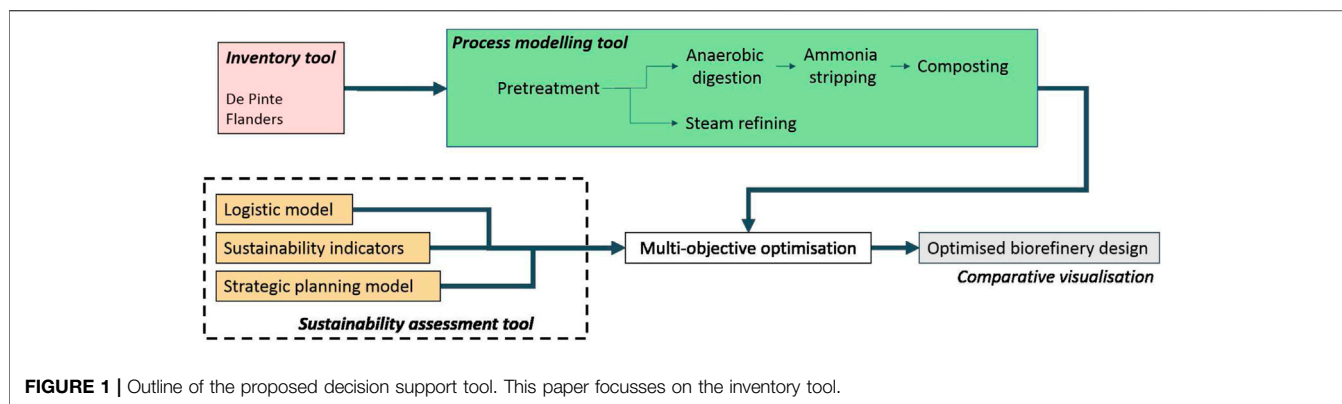 Inventory tool
De Pinte
Flanders
Process modelling tool
Pretreatment
Anaerobic
digestion
Ammonia
stripping
Composting
Steam refining
Logistic model
Sustainability indicators
Strategic planning model
Sustainability assessment tool
Multi-objective optimisation
Optimised biorefinery design
Comparative visualisation
FIGURE 1 | Outline of the proposed decision support tool. This paper focusses on the inventory tool.